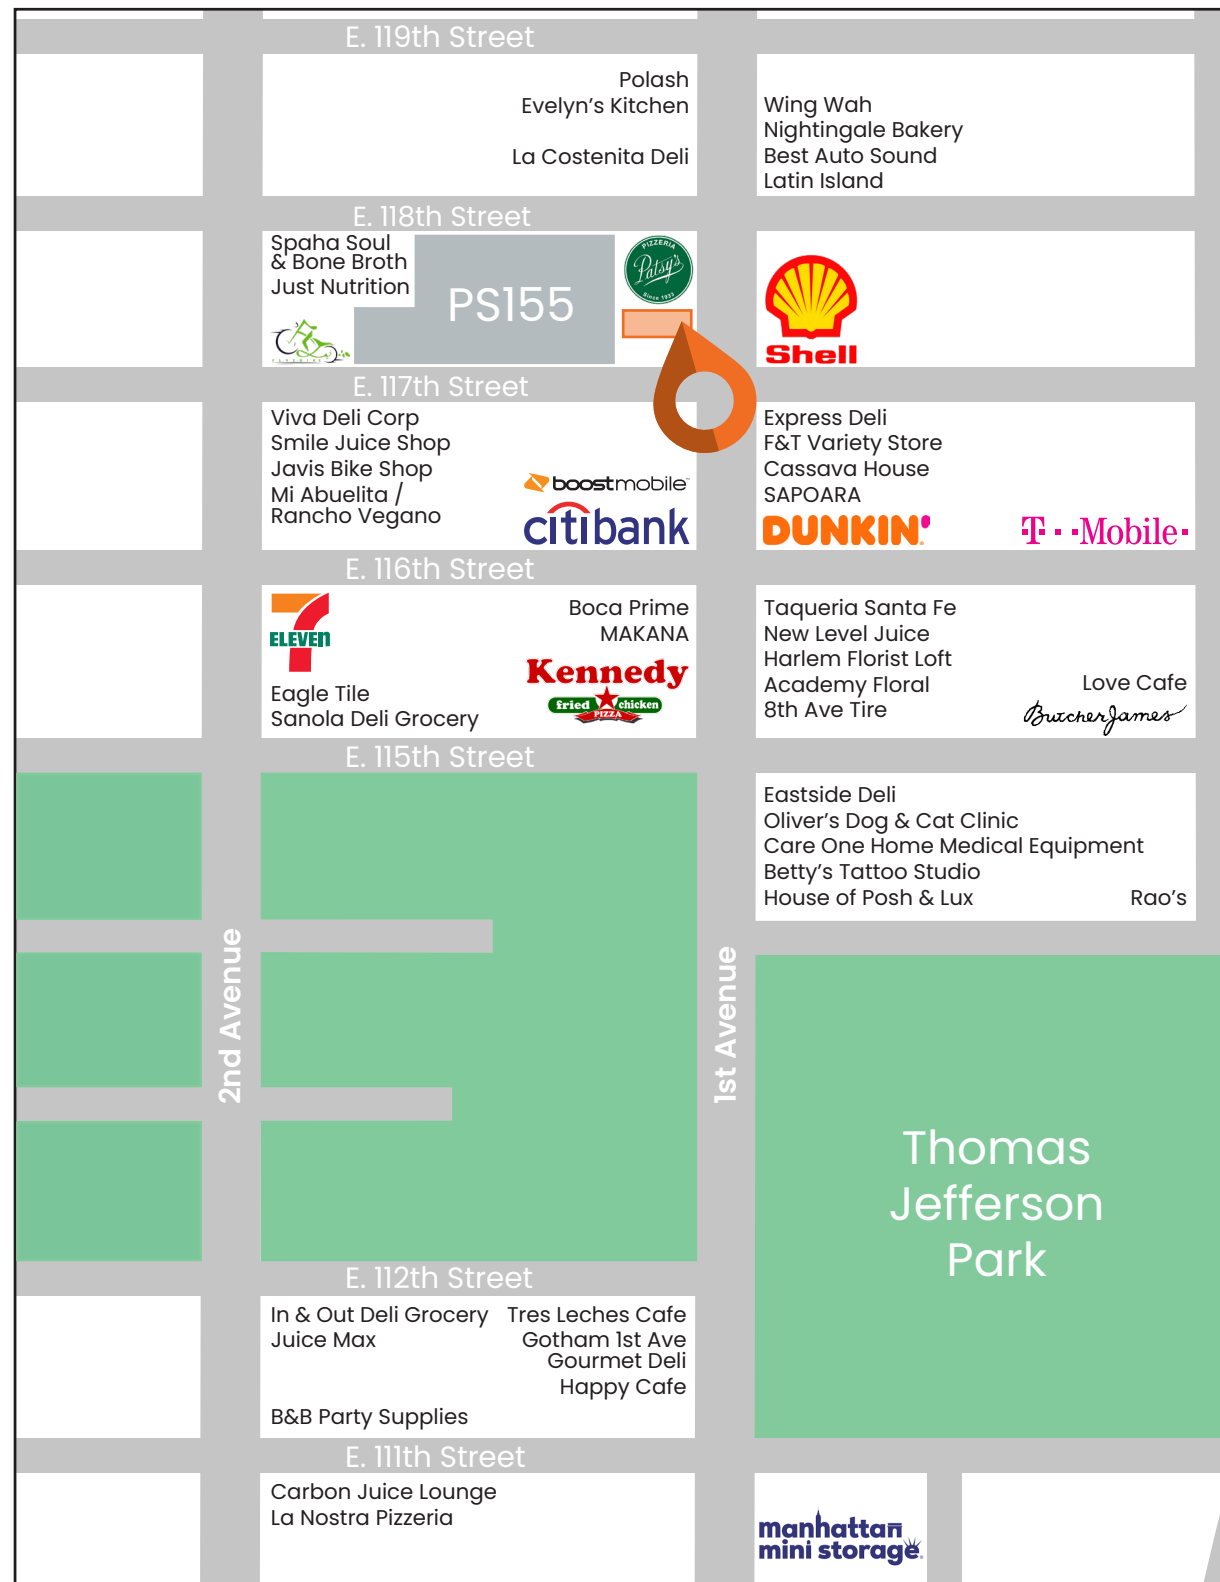 E. 119th Street
Polash
Evelyn's Kitchen
La Costenita Deli
Wing Wah
Nightingale Bakery
Best Auto Sound
Latin Island
E. 118th Street
Spaha Soul
& Bone Broth
Just Nutrition
PS155
PIZZERIA
Patsy's
Since 1933
Shell
E. 117th Street
Viva Deli Corp
Smile Juice Shop
Javis Bike Shop
Mi Abuelita /
Rancho Vegano
boostmobile
citibank
Express Deli
F&T Variety Store
Cassava House
SAPOARA
DUNKIN'
T··Mobile·
E. 116th Street
7
ELEVEn
Eagle Tile
Sanola Deli Grocery
Boca Prime
MAKANA
Kennedy
fried chicken
PIZZA
Taqueria Santa Fe
New Level Juice
Harlem Florist Loft
Academy Floral
8th Ave Tire
Love Cafe
ButcherJames
E. 115th Street
Eastside Deli
Oliver's Dog & Cat Clinic
Care One Home Medical Equipment
Betty's Tattoo Studio
House of Posh & Lux
Rao's
2nd Avenue
1st Avenue
Thomas
Jefferson
Park
E. 112th Street
In & Out Deli Grocery
Juice Max
B&B Party Supplies
Tres Leches Cafe
Gotham 1st Ave
Gourmet Deli
Happy Cafe
E. 111th Street
Carbon Juice Lounge
La Nostra Pizzeria
manhattan
mini storage